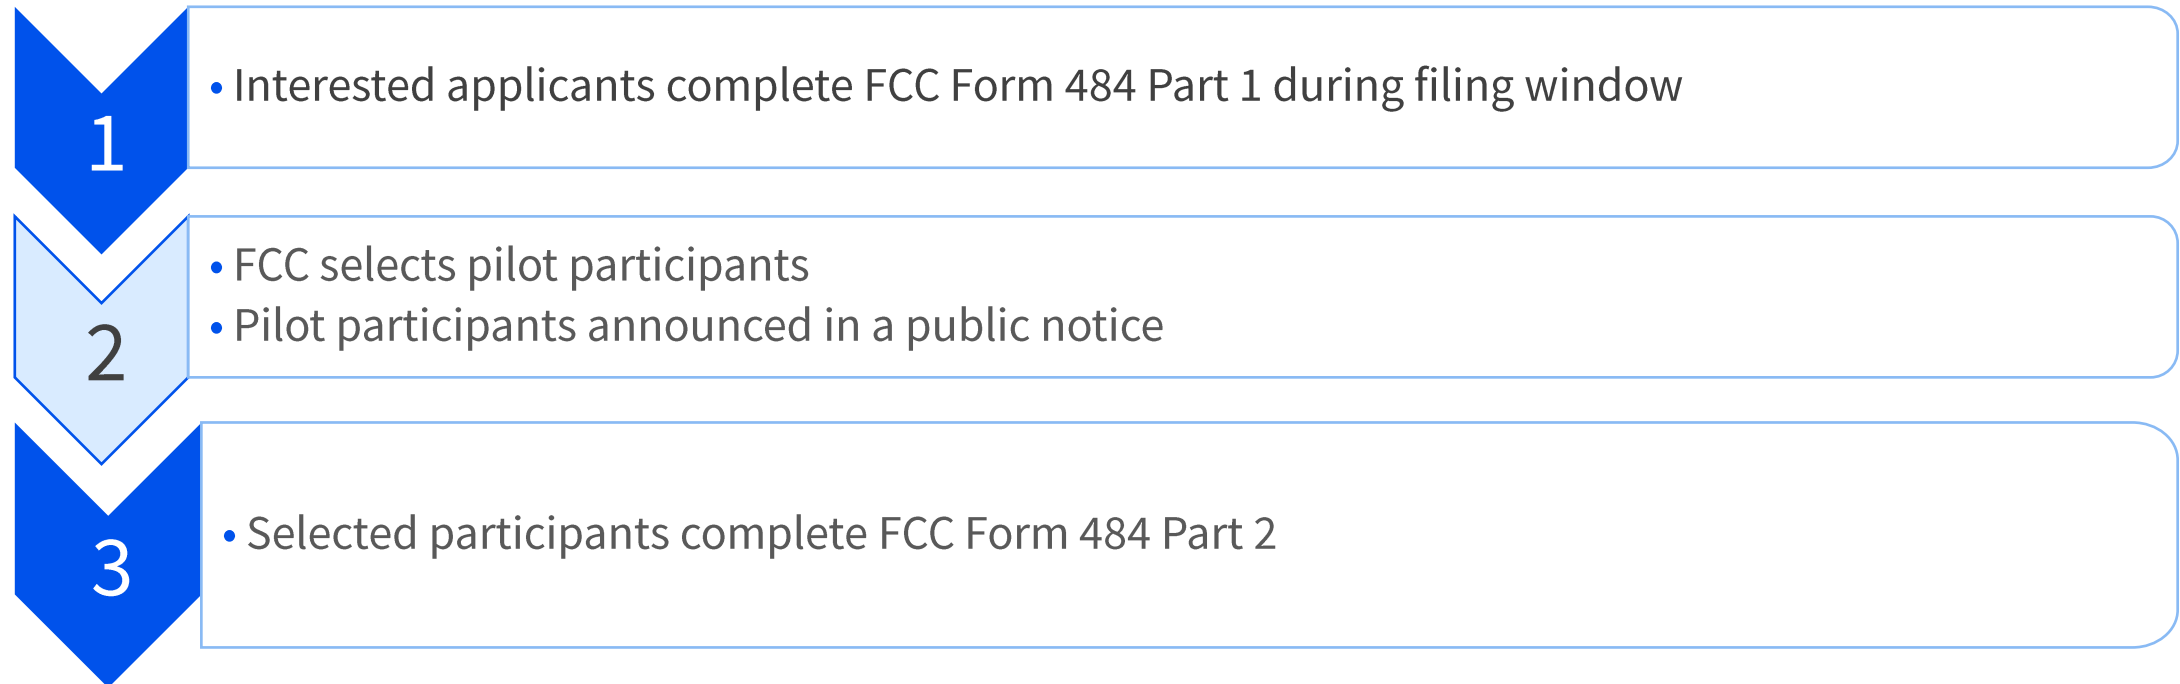 1
• Interested applicants complete FCC Form 484 Part 1 during filing window
2
• FCC selects pilot participants
• Pilot participants announced in a public notice
3
• Selected participants complete FCC Form 484 Part 2